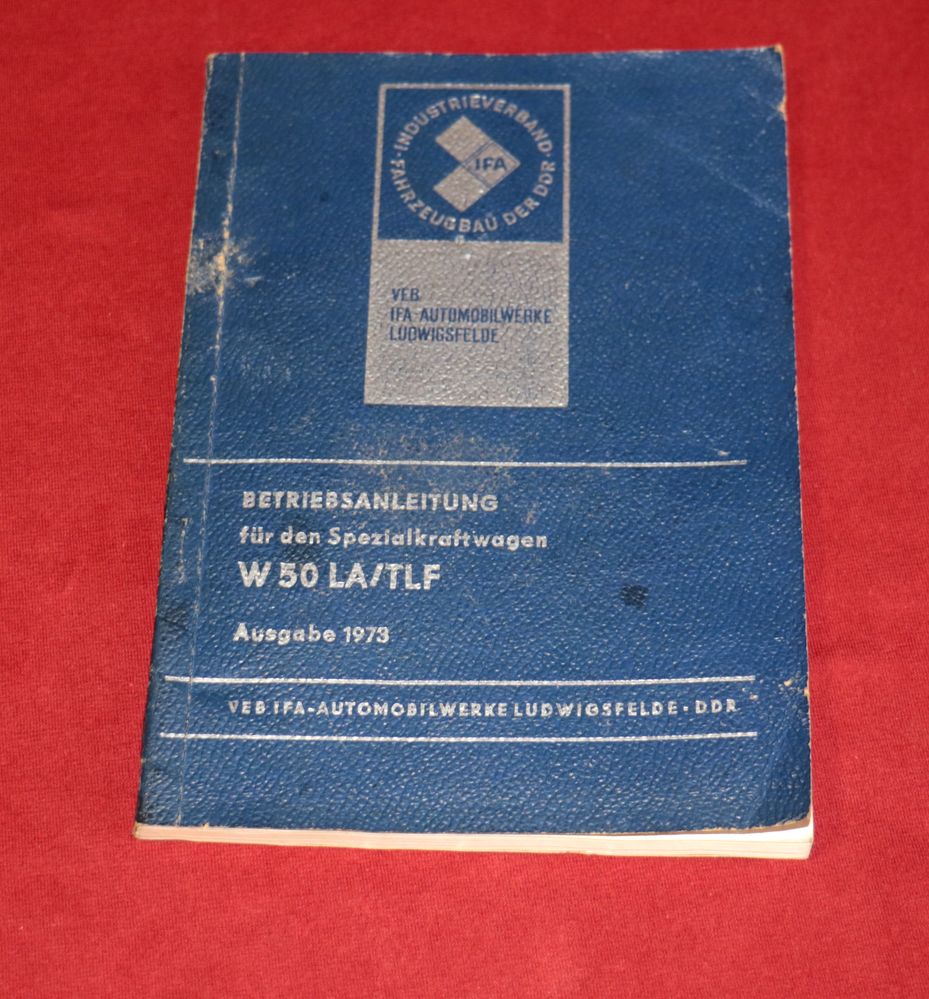 INDUSTRIEVERBAND · FAHRZEUGBAU DER DDR ·
IFA
VEB
IFA-AUTOMOBILWERKE
LUDWIGSFELDE
BETRIEBSANLEITUNG
für den Spezialkraftwagen
W 50 LA/TLF
Ausgabe 1973
VEB IFA-AUTOMOBILWERKE LUDWIGSFELDE · DDR